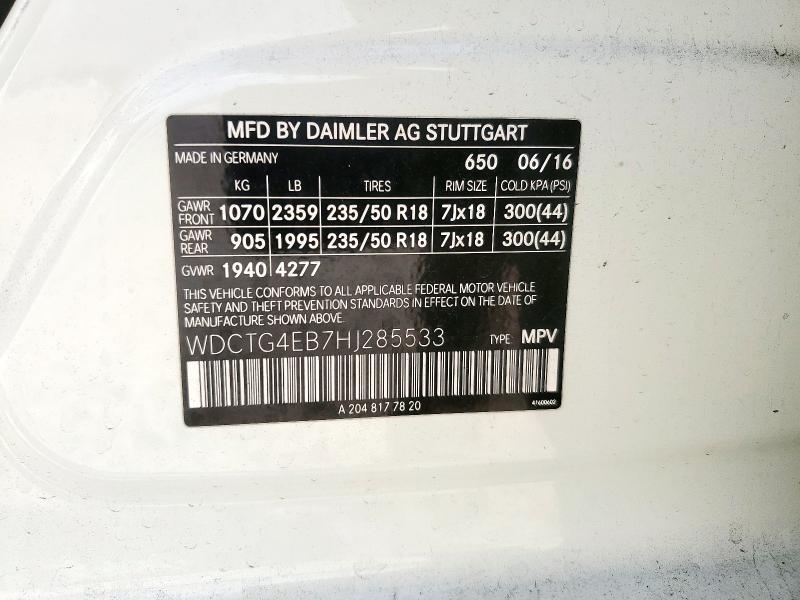 MFD BY DAIMLER AG STUTTGART
MADE IN GERMANY 650 06/16
KG LB TIRES RIM SIZE COLD KPA (PSI)
GAWR FRONT 1070 2359 235/50 R18 7Jx18 300(44)
GAWR REAR 905 1995 235/50 R18 7Jx18 300(44)
GVWR 1940 4277
THIS VEHICLE CONFORMS TO ALL APPLICABLE FEDERAL MOTOR VEHICLE
SAFETY AND THEFT PREVENTION STANDARDS IN EFFECT ON THE DATE OF
MANUFACTURE SHOWN ABOVE.
WDCTG4EB7HJ285533 TYPE: MPV
A 204 817 78 20 41600602